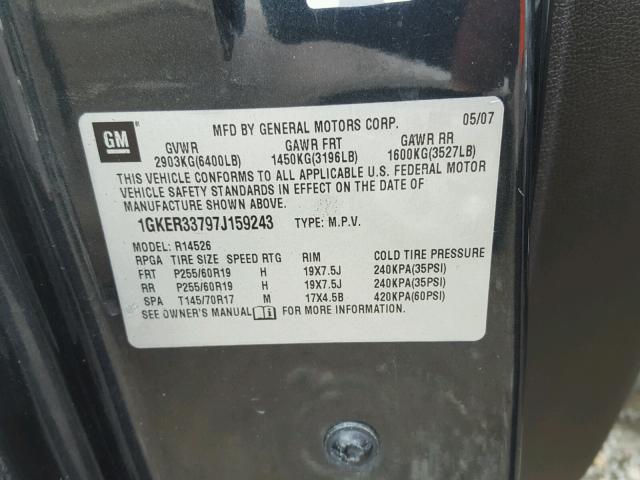 GM
MFD BY GENERAL MOTORS CORP. 05/07
GVWR GAWR FRT GAWR RR
2903KG(6400LB) 1450KG(3196LB) 1600KG(3527LB)
THIS VEHICLE CONFORMS TO ALL APPLICABLE U.S. FEDERAL MOTOR
VEHICLE SAFETY STANDARDS IN EFFECT ON THE DATE OF
MANUFACTURE SHOWN ABOVE.
1GKER33797J159243 TYPE: M.P.V.
MODEL: R14526
RPGA TIRE SIZE SPEED RTG RIM COLD TIRE PRESSURE
FRT P255/60R19 H 19X7.5J 240KPA(35PSI)
RR P255/60R19 H 19X7.5J 240KPA(35PSI)
SPA T145/70R17 M 17X4.5B 420KPA(60PSI)
SEE OWNER'S MANUAL FOR MORE INFORMATION.